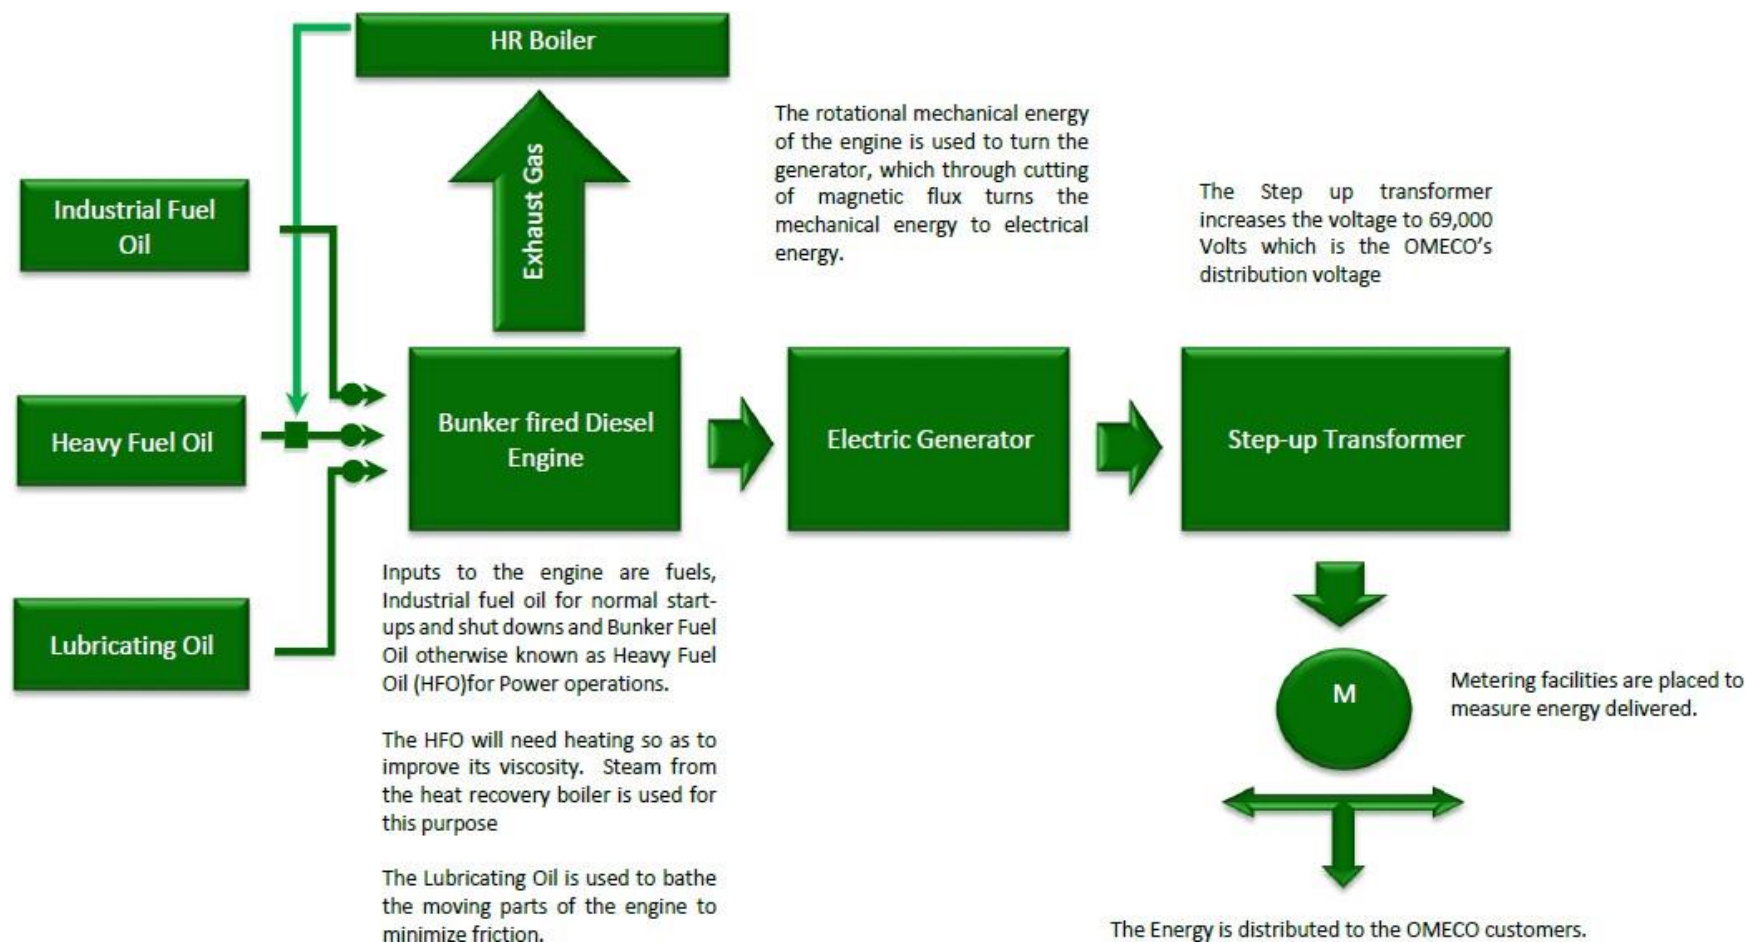 HR Boiler
Exhaust Gas
The rotational mechanical energy
of the engine is used to turn the
generator, which through cutting
of magnetic flux turns the
mechanical energy to electrical
energy.
The Step up transformer
increases the voltage to 69,000
Volts which is the OMECO’s
distribution voltage
Industrial Fuel
Oil
Heavy Fuel Oil
Lubricating Oil
Bunker fired Diesel
Engine
Electric Generator
Step-up Transformer
Inputs to the engine are fuels,
Industrial fuel oil for normal start-
ups and shut downs and Bunker Fuel
Oil otherwise known as Heavy Fuel
Oil (HFO)for Power operations.
The HFO will need heating so as to
improve its viscosity. Steam from
the heat recovery boiler is used for
this purpose
The Lubricating Oil is used to bathe
the moving parts of the engine to
minimize friction.
M
Metering facilities are placed to
measure energy delivered.
The Energy is distributed to the OMECO customers.